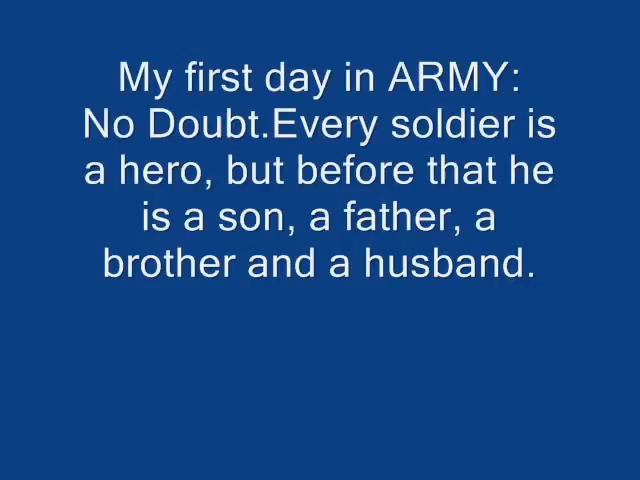 My first day in ARMY:
No Doubt.Every soldier is
a hero, but before that he
is a son, a father, a
brother and a husband.